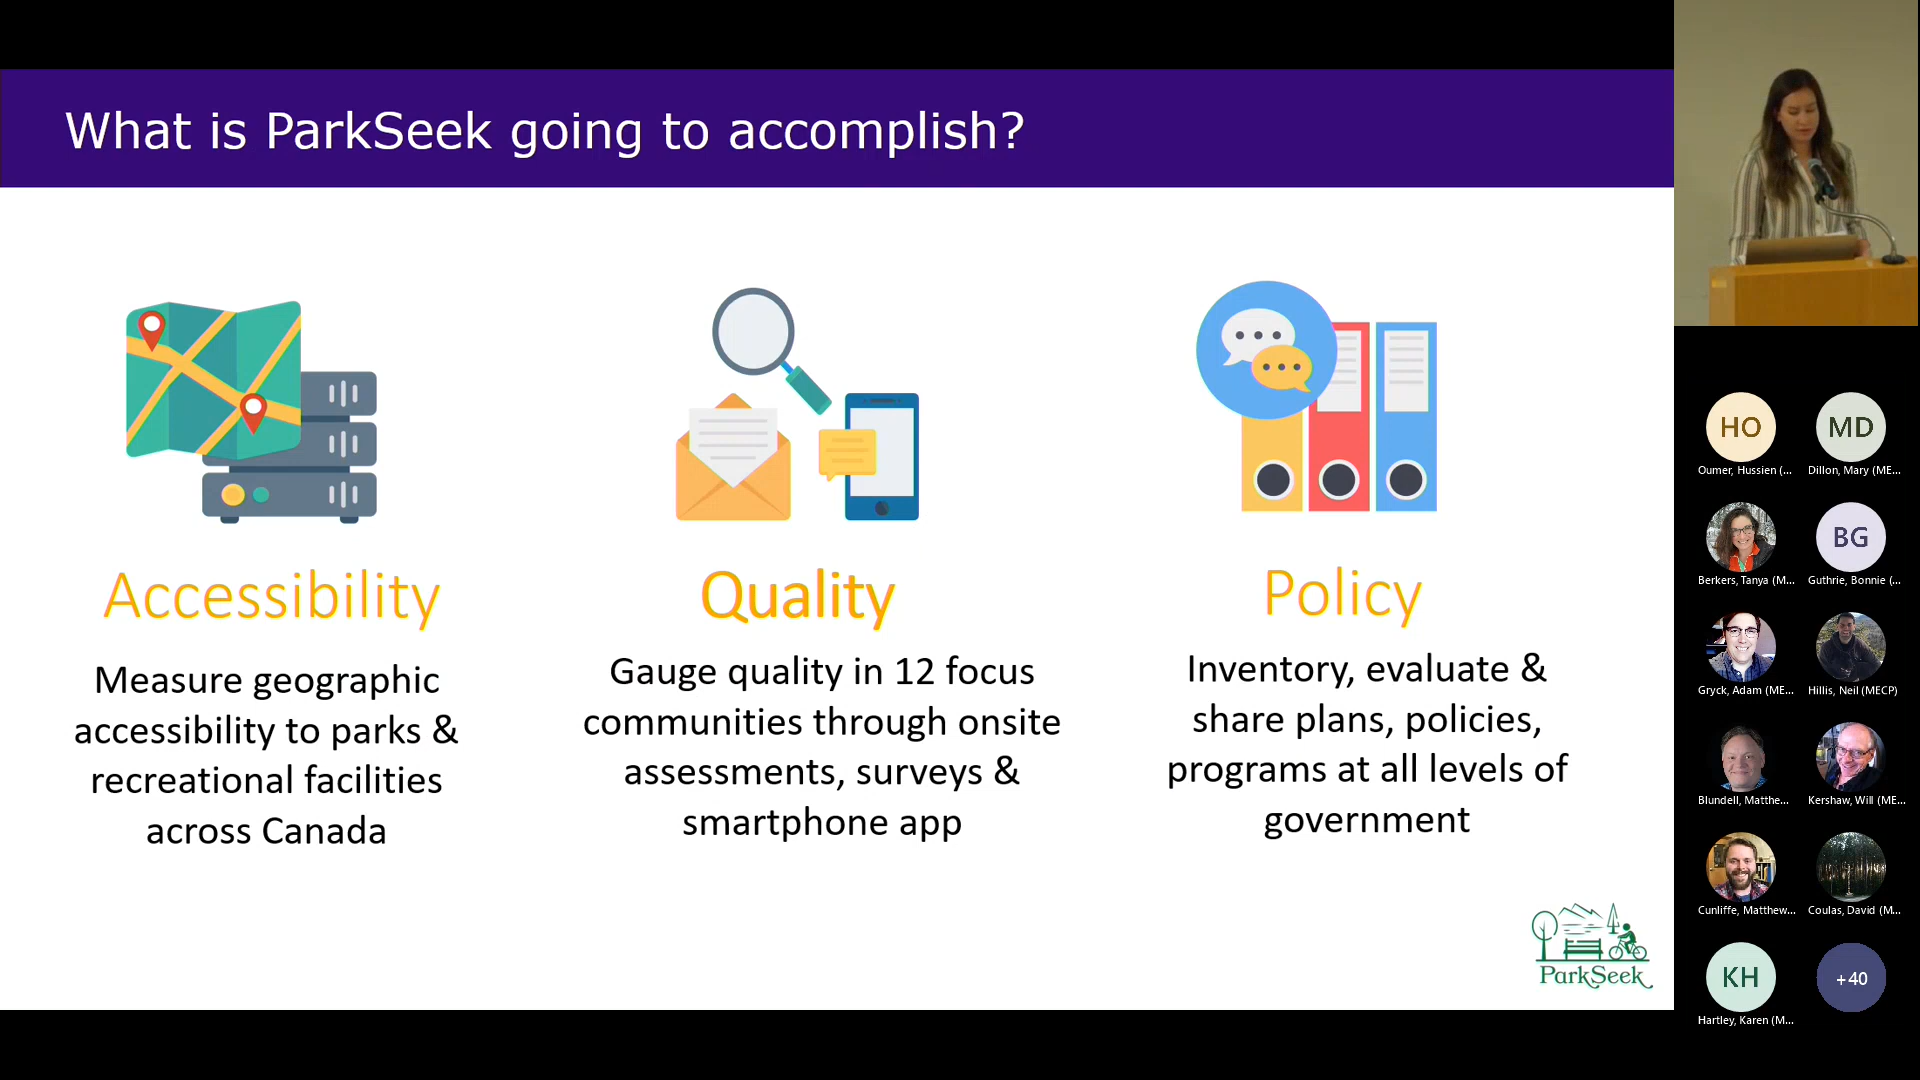 What is ParkSeek going to accomplish?
Accessibility
Measure geographic
accessibility to parks &
recreational facilities
across Canada
Quality
Gauge quality in 12 focus
communities through onsite
assessments, surveys &
smartphone app
Policy
Inventory, evaluate &
share plans, policies,
programs at all levels of
government
ParkSeek
HO
MD
Oumer, Hussien (...
Dillon, Mary (ME...
BG
Berkers, Tanya (M...
Guthrie, Bonnie (...
Gryck, Adam (ME...
Hillis, Neil (MECP)
Blundell, Matthe...
Kershaw, Will (ME...
Cunliffe, Matthew...
Coulas, David (M...
KH
+40
Hartley, Karen (M...